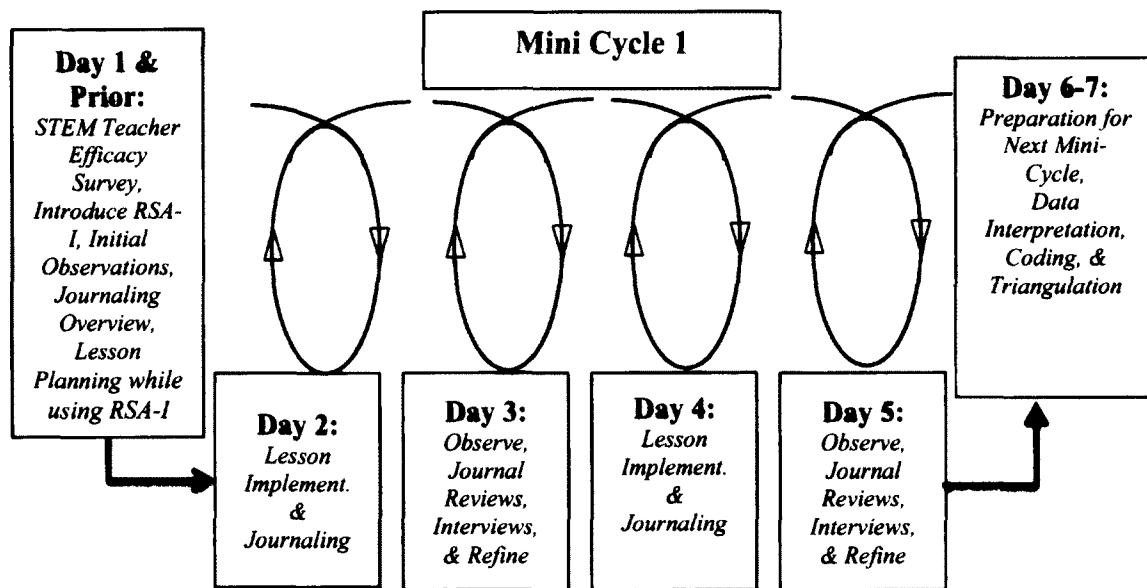 Mini Cycle 1
Day 1 &
Prior:
STEM Teacher
Efficacy
Survey,
Introduce RSA-
I, Initial
Observations,
Journaling
Overview,
Lesson
Planning while
using RSA-1
Day 2:
Lesson
Implement.
&
Journaling
Day 3:
Observe,
Journal
Reviews,
Interviews,
& Refine
Day 4:
Lesson
Implement.
&
Journaling
Day 5:
Observe,
Journal
Reviews,
Interviews,
& Refine
Day 6-7:
Preparation for
Next Mini-
Cycle,
Data
Interpretation,
Coding, &
Triangulation